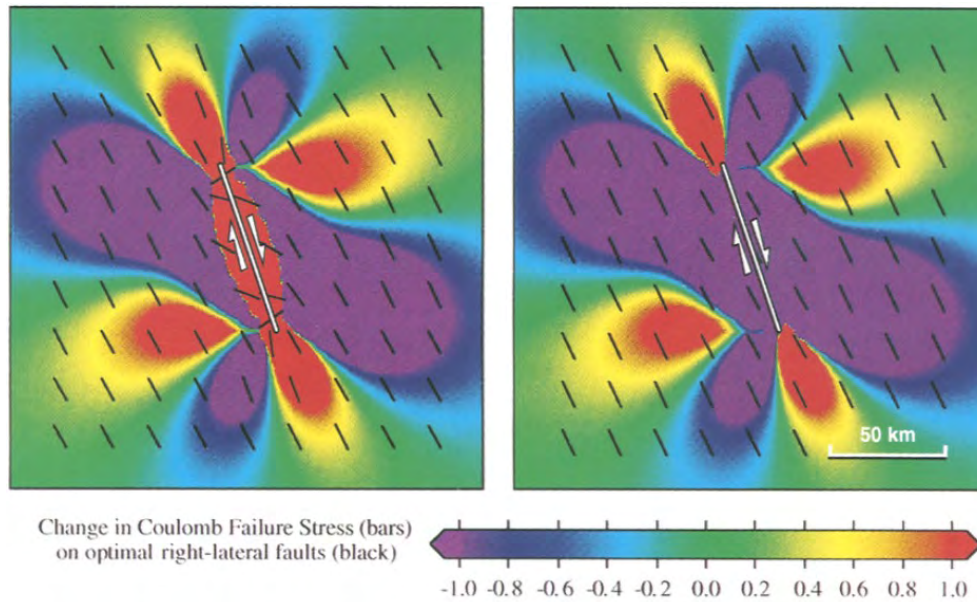 50 km
Change in Coulomb Failure Stress (bars)
on optimal right-lateral faults (black)
-1.0 -0.8 -0.6 -0.4 -0.2 0.0 0.2 0.4 0.6 0.8 1.0